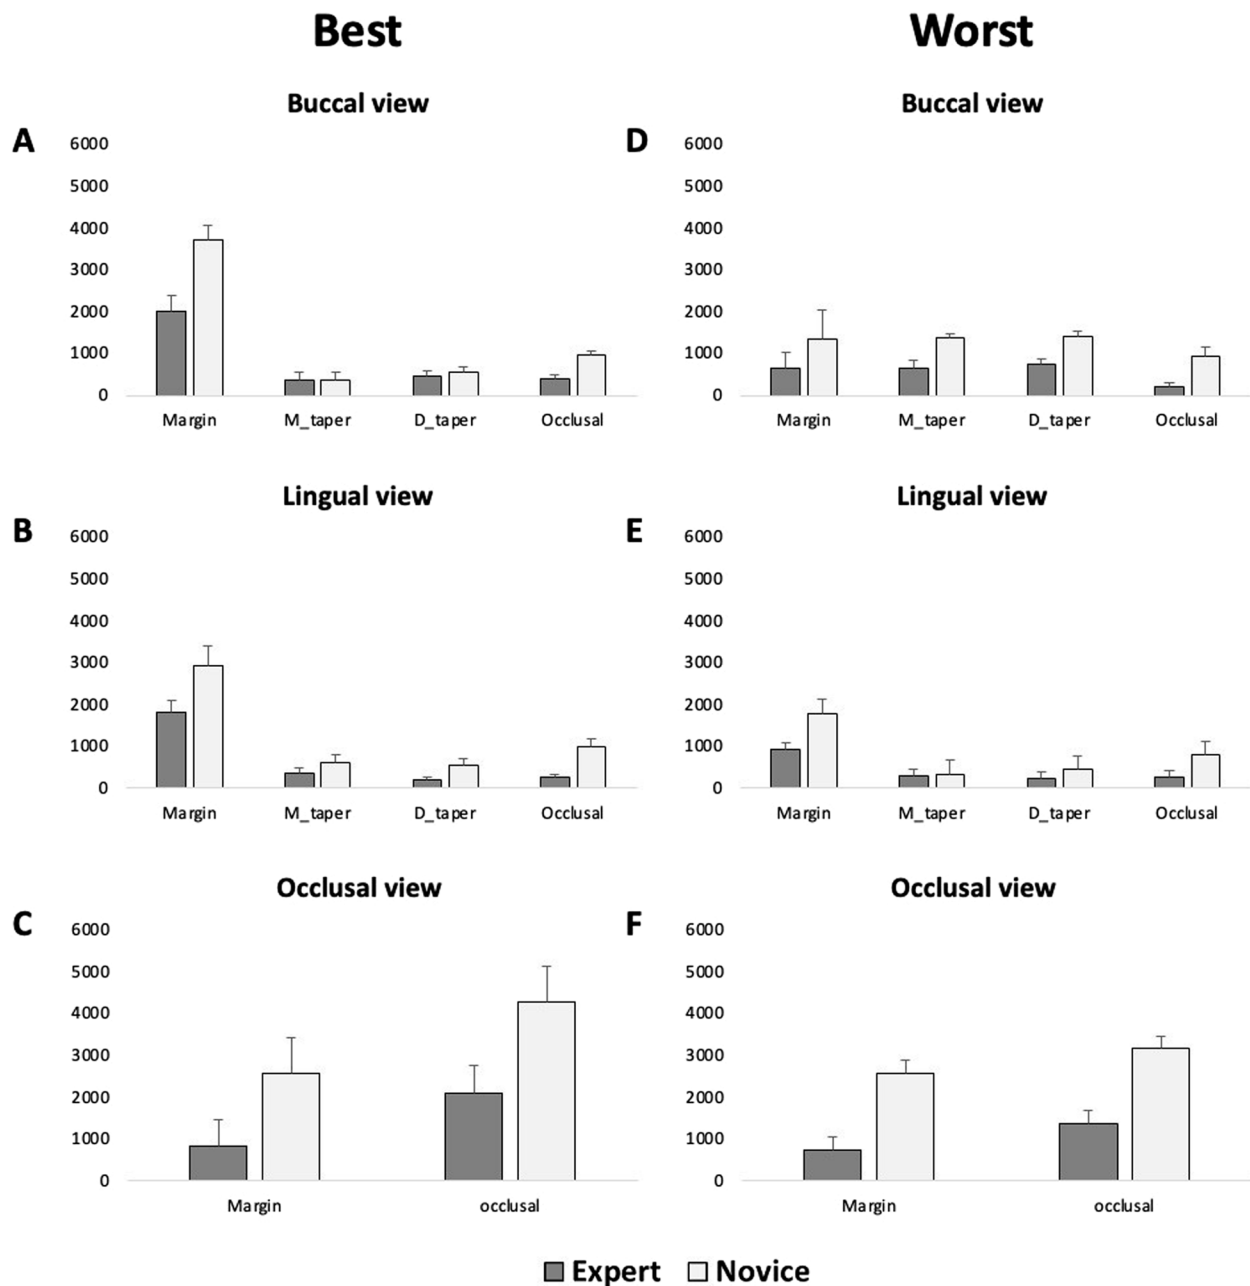 Best
Worst
Buccal view
A
6000
5000
4000
3000
2000
1000
0
Margin M_taper D_taper Occlusal
Buccal view
D
6000
5000
4000
3000
2000
1000
0
Margin M_taper D_taper Occlusal
Lingual view
B
6000
5000
4000
3000
2000
1000
0
Margin M_taper D_taper Occlusal
Lingual view
E
6000
5000
4000
3000
2000
1000
0
Margin M_taper D_taper Occlusal
Occlusal view
C
6000
5000
4000
3000
2000
1000
0
Margin occlusal
Occlusal view
F
6000
5000
4000
3000
2000
1000
0
Margin occlusal
Expert Novice